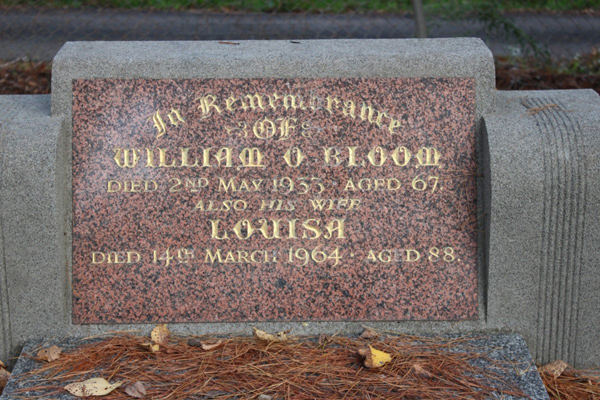 In Remembrance
OF
WILLIAM O. BLOOM
DIED 2ND MAY 1933, AGED 67.
ALSO HIS WIFE
LOUISA
DIED 14TH MARCH 1964 · AGED 88.